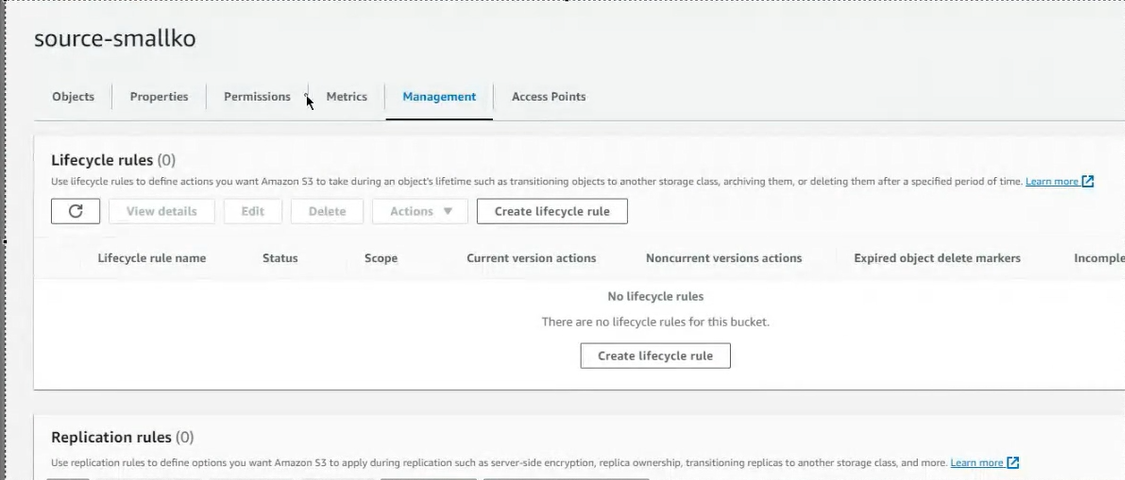 source-smallko
Objects Properties Permissions Metrics Management Access Points
Lifecycle rules (0)
Use lifecycle rules to define actions you want Amazon S3 to take during an object's lifetime such as transitioning objects to another storage class, archiving them, or deleting them after a specified period of time. Learn more
View details Edit Delete Actions Create lifecycle rule
Lifecycle rule name Status Scope Current version actions Noncurrent versions actions Expired object delete markers Incomple
No lifecycle rules
There are no lifecycle rules for this bucket.
Create lifecycle rule
Replication rules (0)
Use replication rules to define options you want Amazon S3 to apply during replication such as server-side encryption, replica ownership, transitioning replicas to another storage class, and more. Learn more